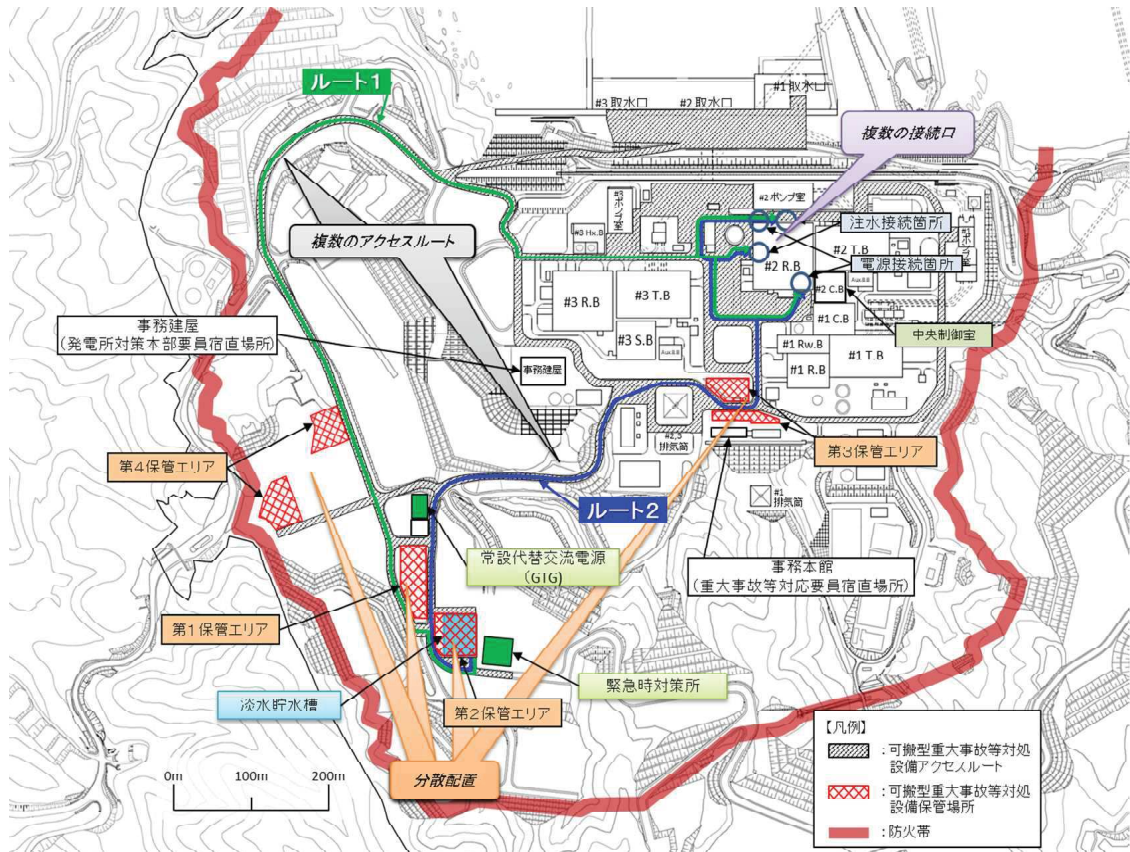 ルート1
#3 取水口
#2 取水口
#1 取水口
複数の接続口
複数のアクセスルート
#3
ポンプ室
#2 ポンプ室
注水接続箇所
#3 Hx.B
#2 T.B
電源接続箇所
#2 R.B
#2 C.B
Aux.B.B
#3 R.B
#3 T.B
#1 C.B
中央制御室
事務建屋
(発電所対策本部要員宿直場所)
#3 S.B
Aux.B.B
#1 Rw.B
#1 T.B
#1 R.B
事務建屋
#2,3
排気筒
第3保管エリア
第4保管エリア
#1
排気筒
ルート2
常設代替交流電源
(GTG)
事務本館
(重大事故等対応要員宿直場所)
第1保管エリア
緊急時対策所
淡水貯水槽
第2保管エリア
分散配置
0m
100m
200m
【凡例】
:可搬型重大事故等対処
設備アクセスルート
:可搬型重大事故等対処
設備保管場所
:防火帯